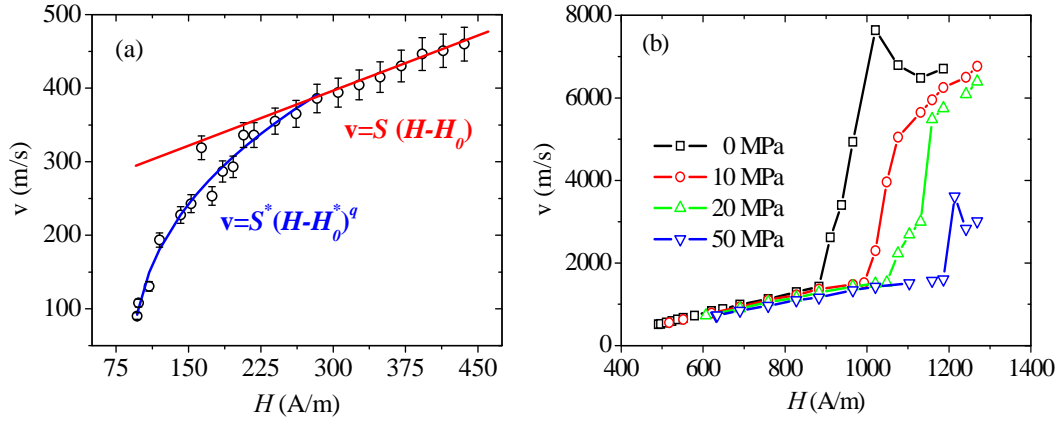 (a)
500
400
300
200
100
v (m/s)
v=S (H-H₀)
v=S*(H-H₀*)^q
75 150 225 300 375 450
H (A/m)
(b)
8000
6000
4000
2000
0
v (m/s)
0 MPa
10 MPa
20 MPa
50 MPa
400 600 800 1000 1200 1400
H (A/m)